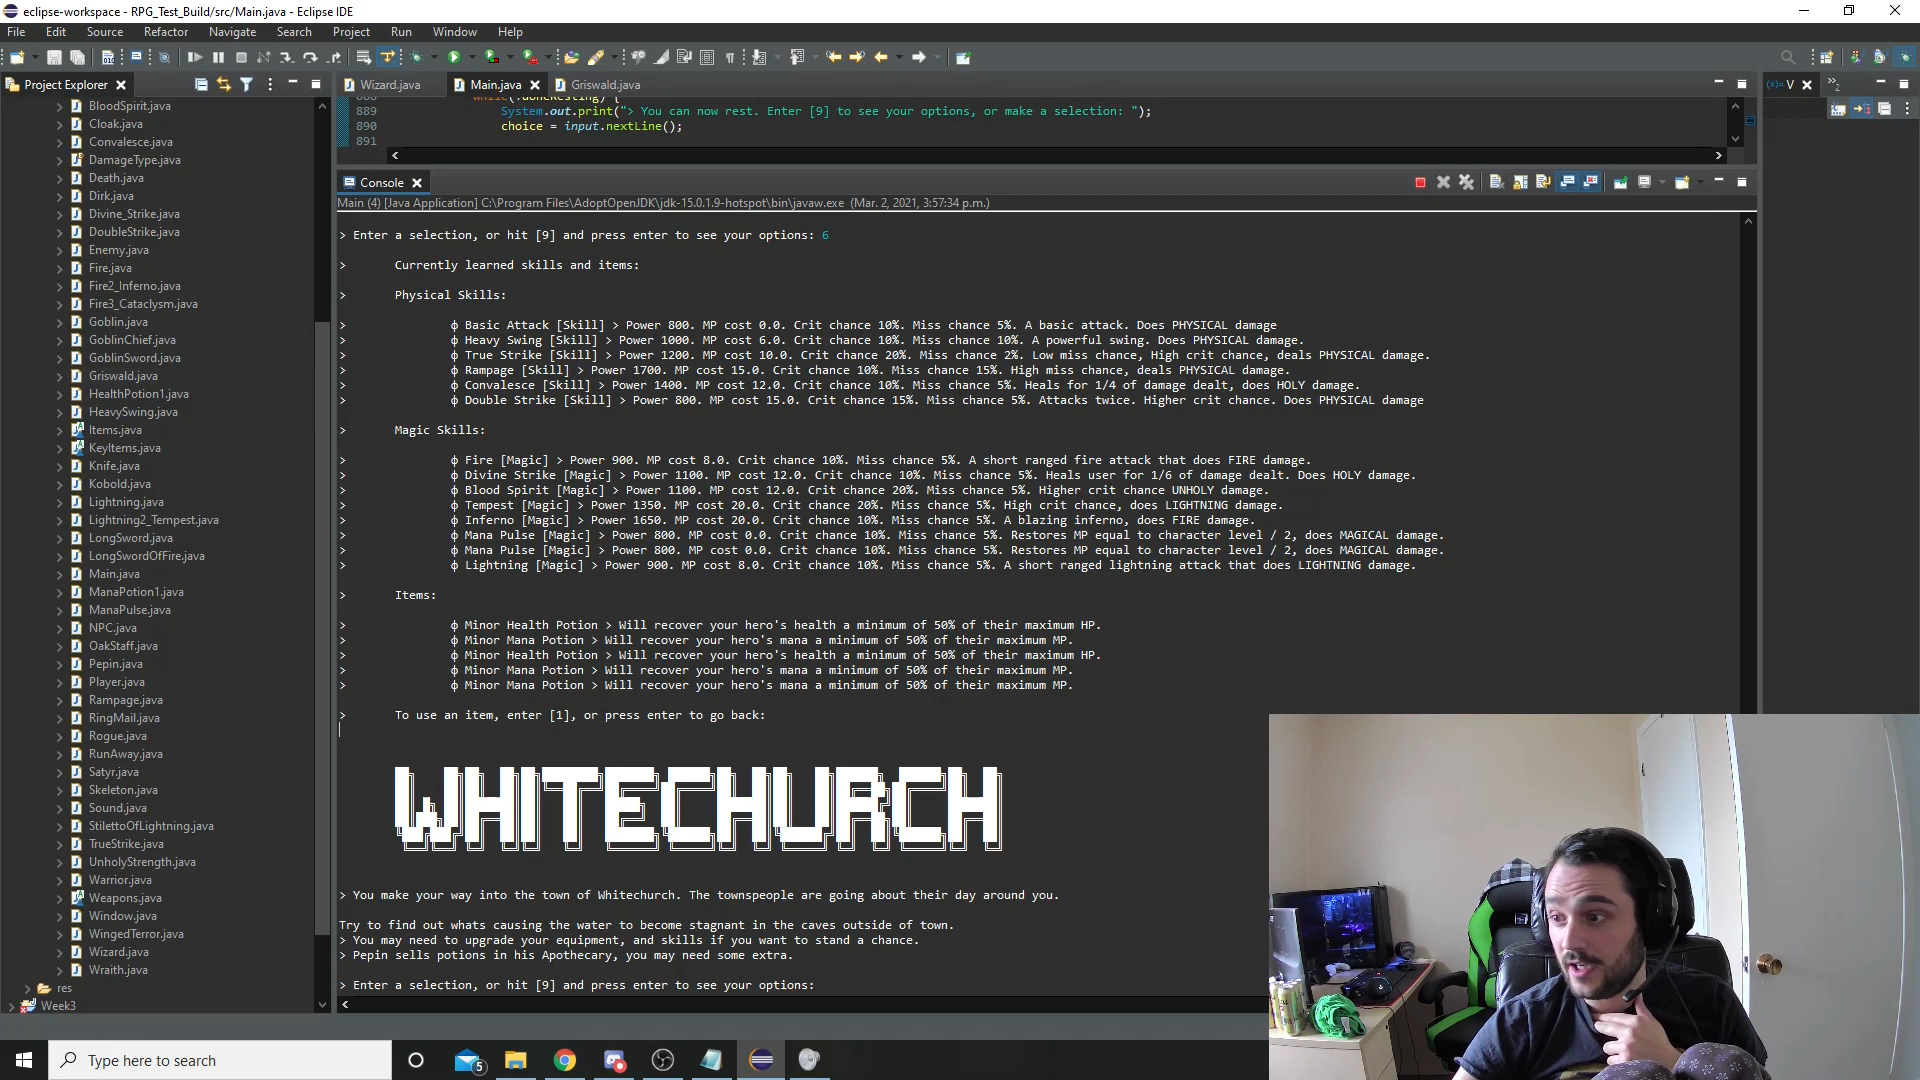 eclipse-workspace - RPG_Test_Build/src/Main.java - Eclipse IDE
File Edit Source Refactor Navigate Search Project Run Window Help
Project Explorer
Wizard.java Main.java Griswald.java
BloodSpirit.java
Cloak.java
Convalesce.java
DamageType.java
Death.java
Dirk.java
Divine_Strike.java
DoubleStrike.java
Enemy.java
Fire.java
Fire2_Inferno.java
Fire3_Cataclysm.java
Goblin.java
GoblinChief.java
GoblinSword.java
Griswald.java
HealthPotion1.java
HeavySwing.java
Items.java
KeyItems.java
Knife.java
Kobold.java
Lightning.java
Lightning2_Tempest.java
LongSword.java
LongSwordOfFire.java
Main.java
ManaPotion1.java
ManaPulse.java
NPC.java
OakStaff.java
Pepin.java
Player.java
Rampage.java
RingMail.java
Rogue.java
RunAway.java
Satyr.java
Skeleton.java
Sound.java
StilettoOfLightning.java
TrueStrike.java
UnholyStrength.java
Warrior.java
Weapons.java
Window.java
WingedTerror.java
Wizard.java
Wraith.java
res
Week3
889 System.out.print("> You can now rest. Enter [9] to see your options, or make a selection: ");
890 choice = input.nextLine();
891
(x)= V
2
Console
Main (4) [Java Application] C:\Program Files\AdoptOpenJDK\jdk-15.0.1.9-hotspot\bin\javaw.exe (Mar. 2, 2021, 3:57:34 p.m.)
> Enter a selection, or hit [9] and press enter to see your options: 6
> Currently learned skills and items:
> Physical Skills:
> ϕ Basic Attack [Skill] > Power 800. MP cost 0.0. Crit chance 10%. Miss chance 5%. A basic attack. Does PHYSICAL damage
> ϕ Heavy Swing [Skill] > Power 1000. MP cost 6.0. Crit chance 10%. Miss chance 10%. A powerful swing. Does PHYSICAL damage.
> ϕ True Strike [Skill] > Power 1200. MP cost 10.0. Crit chance 20%. Miss chance 2%. Low miss chance, High crit chance, deals PHYSICAL damage.
> ϕ Rampage [Skill] > Power 1700. MP cost 15.0. Crit chance 10%. Miss chance 15%. High miss chance, deals PHYSICAL damage.
> ϕ Convalesce [Skill] > Power 1400. MP cost 12.0. Crit chance 10%. Miss chance 5%. Heals for 1/4 of damage dealt, does HOLY damage.
> ϕ Double Strike [Skill] > Power 800. MP cost 15.0. Crit chance 15%. Miss chance 5%. Attacks twice. Higher crit chance. Does PHYSICAL damage
> Magic Skills:
> ϕ Fire [Magic] > Power 900. MP cost 8.0. Crit chance 10%. Miss chance 5%. A short ranged fire attack that does FIRE damage.
> ϕ Divine Strike [Magic] > Power 1100. MP cost 12.0. Crit chance 10%. Miss chance 5%. Heals user for 1/6 of damage dealt. Does HOLY damage.
> ϕ Blood Spirit [Magic] > Power 1100. MP cost 12.0. Crit chance 20%. Miss chance 5%. Higher crit chance UNHOLY damage.
> ϕ Tempest [Magic] > Power 1350. MP cost 20.0. Crit chance 20%. Miss chance 5%. High crit chance, does LIGHTNING damage.
> ϕ Inferno [Magic] > Power 1650. MP cost 20.0. Crit chance 10%. Miss chance 5%. A blazing inferno, does FIRE damage.
> ϕ Mana Pulse [Magic] > Power 800. MP cost 0.0. Crit chance 10%. Miss chance 5%. Restores MP equal to character level / 2, does MAGICAL damage.
> ϕ Mana Pulse [Magic] > Power 800. MP cost 0.0. Crit chance 10%. Miss chance 5%. Restores MP equal to character level / 2, does MAGICAL damage.
> ϕ Lightning [Magic] > Power 900. MP cost 8.0. Crit chance 10%. Miss chance 5%. A short ranged lightning attack that does LIGHTNING damage.
> Items:
> ϕ Minor Health Potion > Will recover your hero's health a minimum of 50% of their maximum HP.
> ϕ Minor Mana Potion > Will recover your hero's mana a minimum of 50% of their maximum MP.
> ϕ Minor Health Potion > Will recover your hero's health a minimum of 50% of their maximum HP.
> ϕ Minor Mana Potion > Will recover your hero's mana a minimum of 50% of their maximum MP.
> ϕ Minor Mana Potion > Will recover your hero's mana a minimum of 50% of their maximum MP.
> To use an item, enter [1], or press enter to go back:
WHITECHURCH
> You make your way into the town of Whitechurch. The townspeople are going about their day around you.
Try to find out whats causing the water to become stagnant in the caves outside of town.
> You may need to upgrade your equipment, and skills if you want to stand a chance.
> Pepin sells potions in his Apothecary, you may need some extra.
> Enter a selection, or hit [9] and press enter to see your options:
Type here to search
5